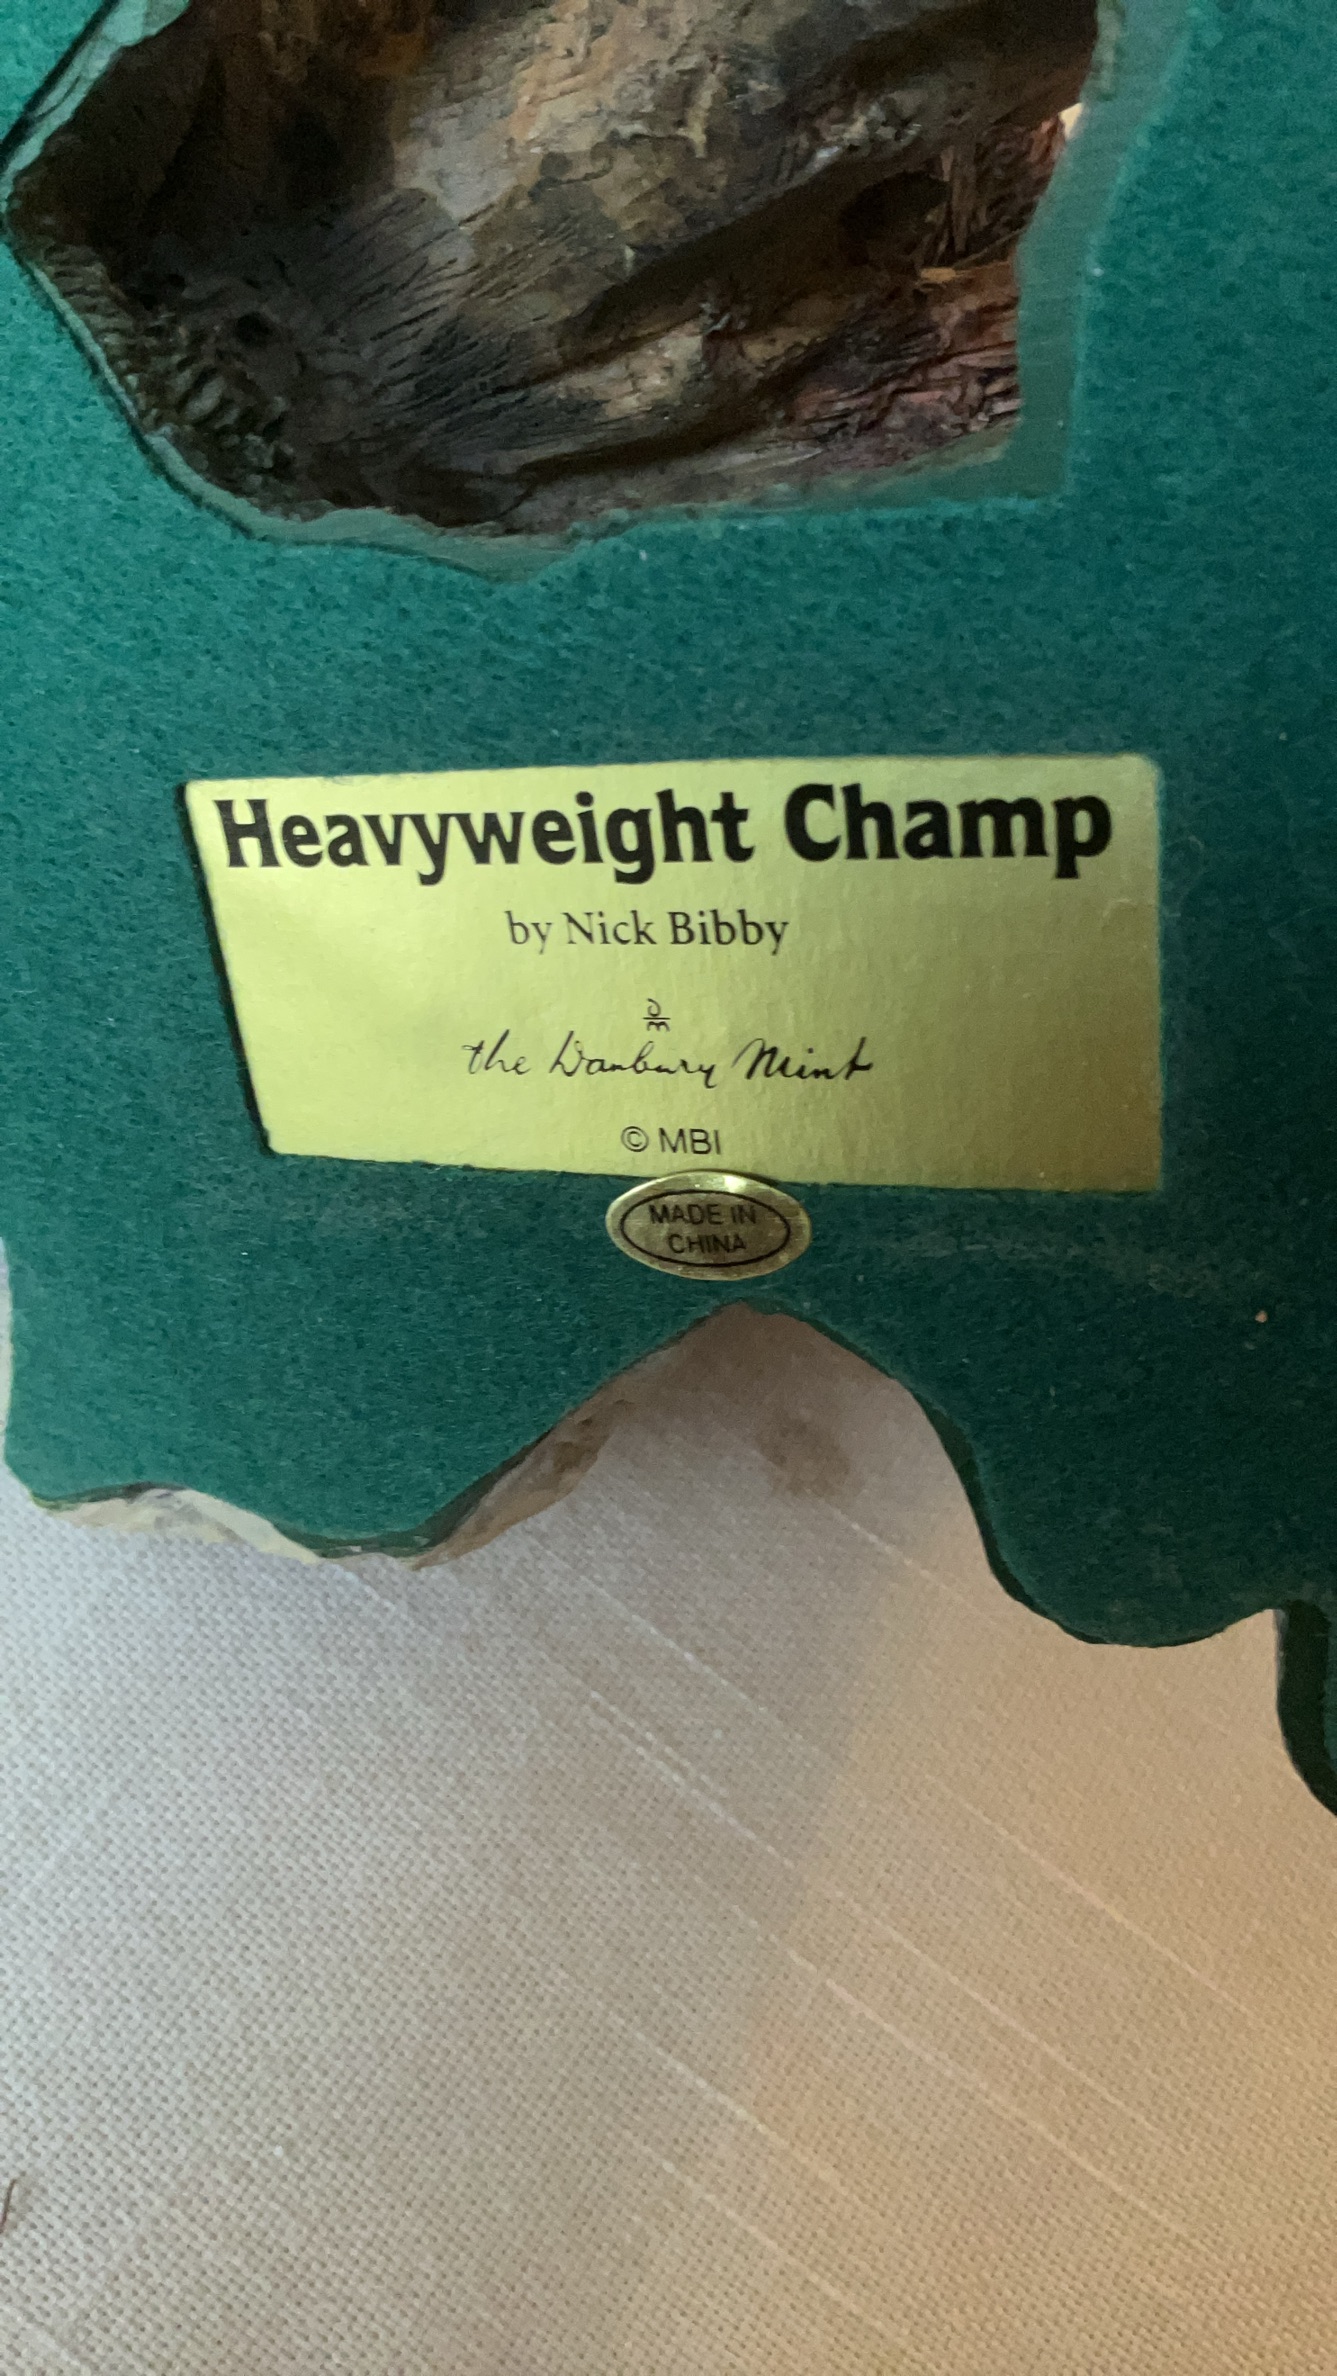 Heavyweight Champ
by Nick Bibby
the Danbury Mint
© MBI
MADE IN
CHINA